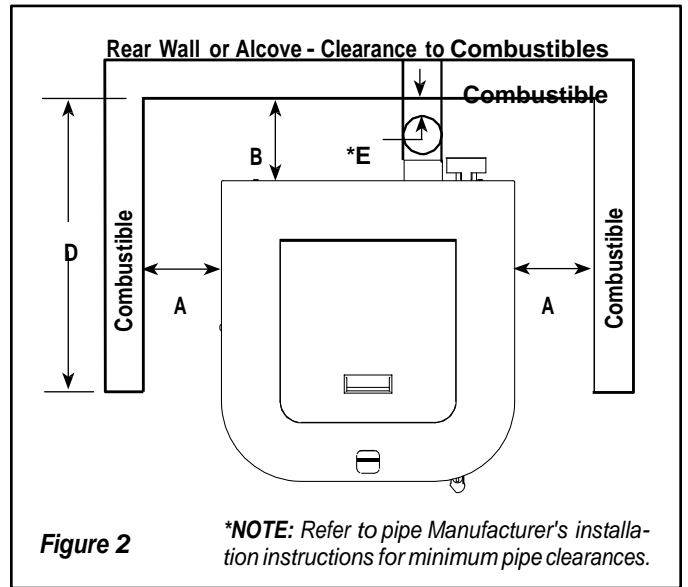 Rear Wall or Alcove - Clearance to Combustibles
Combustible
B
*E
D
Combustible
A
A
Combustible
Figure 2
*NOTE: Refer to pipe Manufacturer's installa-
tion instructions for minimum pipe clearances.